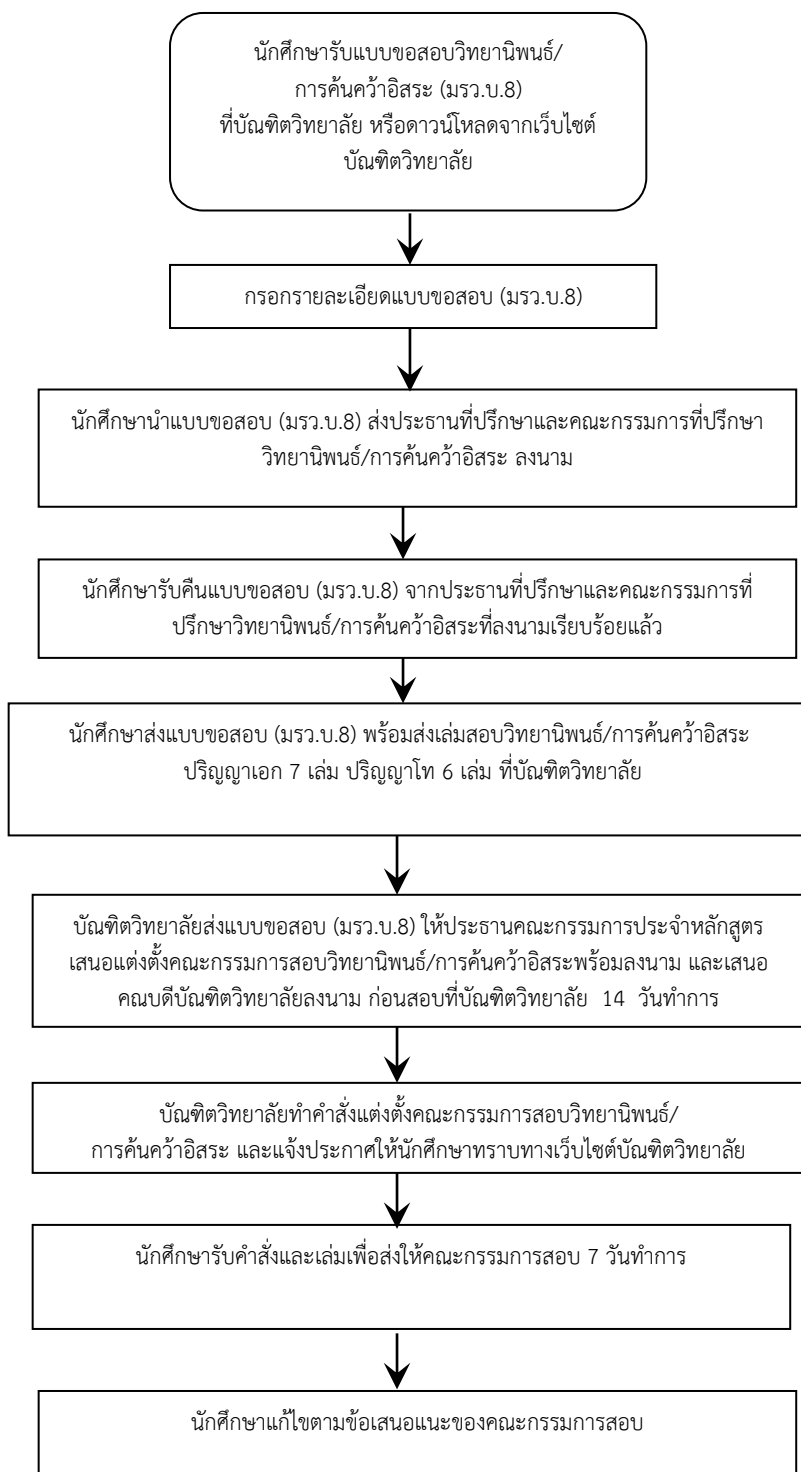 นักศึกษารับแบบขอสอบวิทยานิพนธ์/
การค้นคว้าอิสระ (มรว.บ.8)
ที่บัณฑิตวิทยาลัย หรือดาวน์โหลดจากเว็บไซต์
บัณฑิตวิทยาลัย
กรอกรายละเอียดแบบขอสอบ (มรว.บ.8)
นักศึกษานำแบบขอสอบ (มรว.บ.8) ส่งประธานที่ปรึกษาและคณะกรรมการที่ปรึกษา
วิทยานิพนธ์/การค้นคว้าอิสระ ลงนาม
นักศึกษารับคืนแบบขอสอบ (มรว.บ.8) จากประธานที่ปรึกษาและคณะกรรมการที่
ปรึกษาวิทยานิพนธ์/การค้นคว้าอิสระที่ลงนามเรียบร้อยแล้ว
นักศึกษาส่งแบบขอสอบ (มรว.บ.8) พร้อมส่งเล่มสอบวิทยานิพนธ์/การค้นคว้าอิสระ
ปริญญาเอก 7 เล่ม ปริญญาโท 6 เล่ม ที่บัณฑิตวิทยาลัย
บัณฑิตวิทยาลัยส่งแบบขอสอบ (มรว.บ.8) ให้ประธานคณะกรรมการประจำหลักสูตร
เสนอแต่งตั้งคณะกรรมการสอบวิทยานิพนธ์/การค้นคว้าอิสระพร้อมลงนาม และเสนอ
คณบดีบัณฑิตวิทยาลัยลงนาม ก่อนสอบที่บัณฑิตวิทยาลัย 14 วันทำการ
บัณฑิตวิทยาลัยทำคำสั่งแต่งตั้งคณะกรรมการสอบวิทยานิพนธ์/
การค้นคว้าอิสระ และแจ้งประกาศให้นักศึกษาทราบทางเว็บไซต์บัณฑิตวิทยาลัย
นักศึกษารับคำสั่งและเล่มเพื่อส่งให้คณะกรรมการสอบ 7 วันทำการ
นักศึกษาแก้ไขตามข้อเสนอแนะของคณะกรรมการสอบ